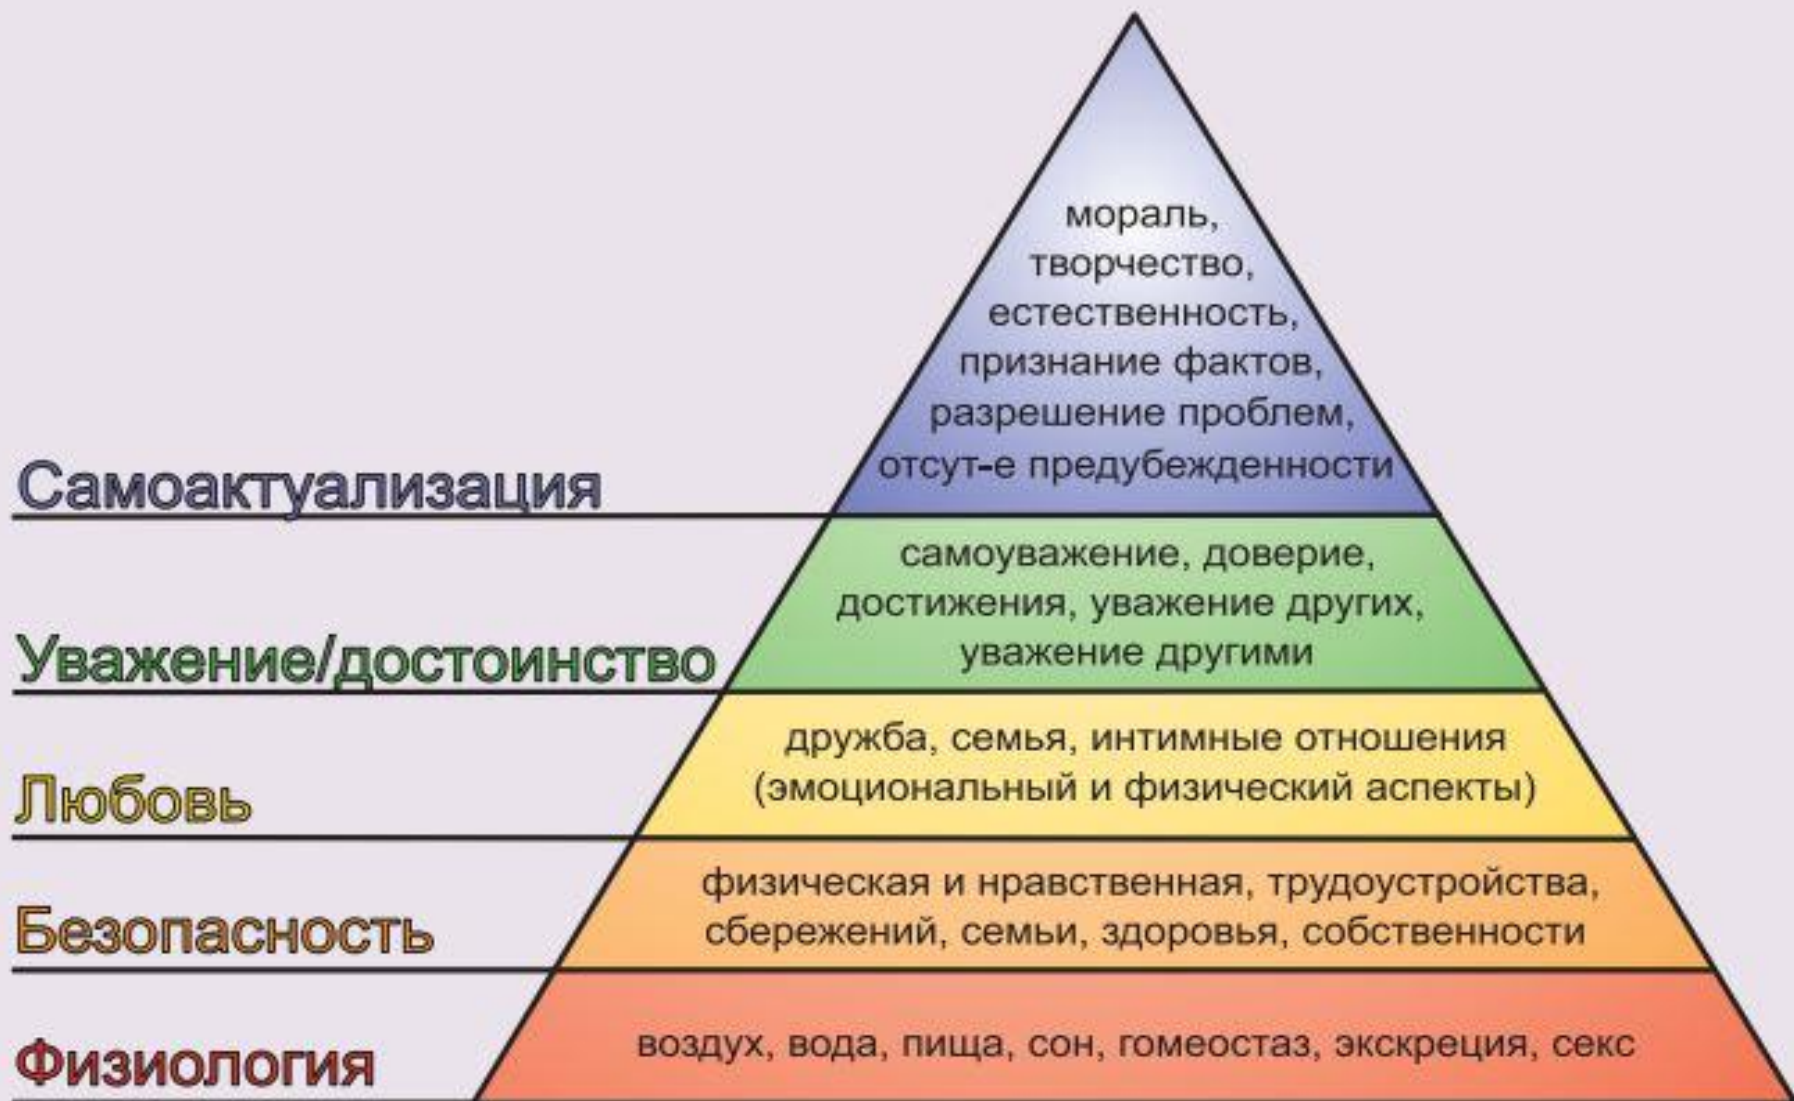 мораль,
творчество,
естественность,
признание фактов,
разрешение проблем,
отсут-е предубежденности
Самоактуализация
самоуважение, доверие,
достижения, уважение других,
уважение другими
Уважение/достоинство
дружба, семья, интимные отношения
(эмоциональный и физический аспекты)
Любовь
физическая и нравственная, трудоустройства,
сбережений, семьи, здоровья, собственности
Безопасность
воздух, вода, пища, сон, гомеостаз, экскреция, секс
Физиология